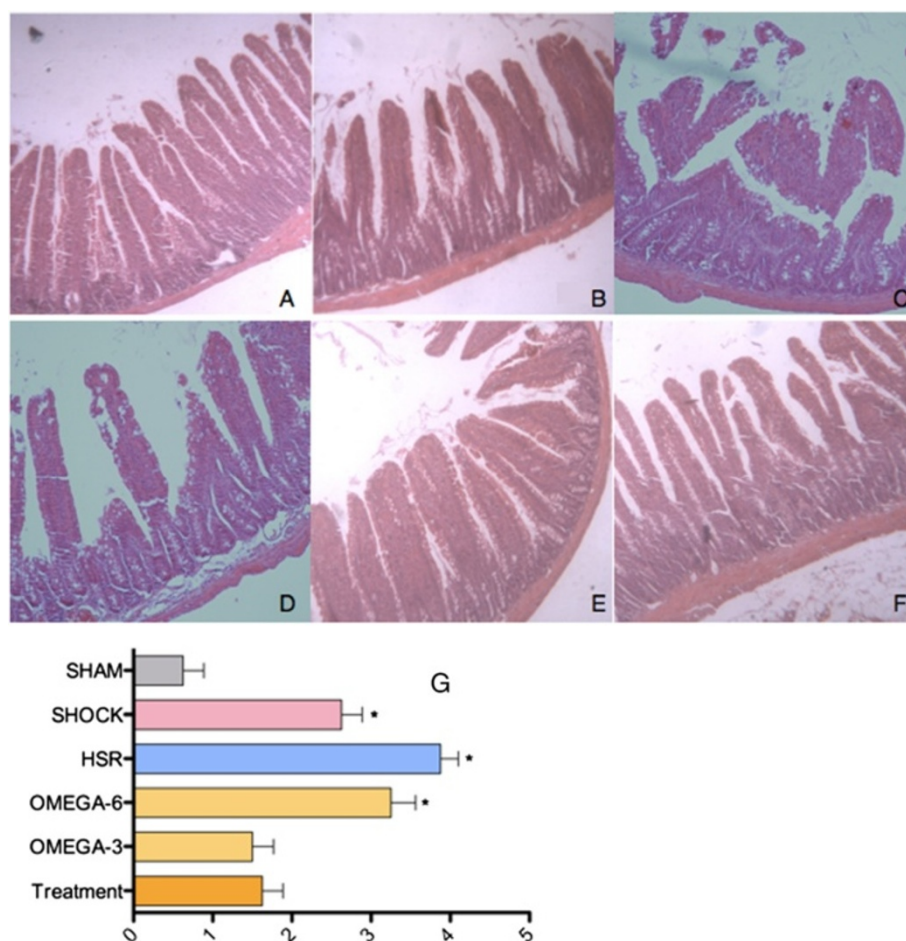 A
B
C
D
E
F
G
SHAM
SHOCK *
HSR *
OMEGA-6 *
OMEGA-3
Treatment
0 1 2 3 4 5